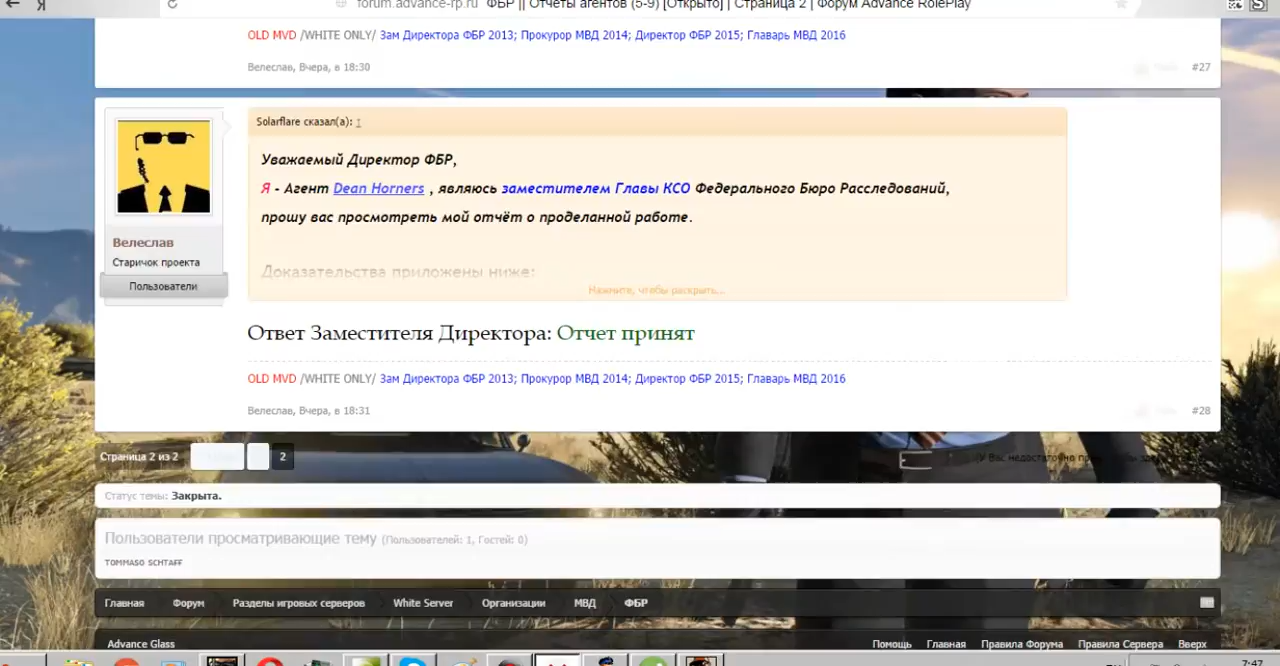 forum.advance-rp.ru ФБР || Отчеты агентов (5-9) [Открыто] | Страница 2 | Форум Advance RolePlay
OLD MVD /WHITE ONLY/ Зам Директора ФБР 2013; Прокурор МВД 2014; Директор ФБР 2015; Главарь МВД 2016
Велеслав, Вчера, в 18:30 #27
Solarflare сказал(а): ↑
Уважаемый Директор ФБР,
Я - Агент Dean Horners , являюсь заместителем Главы КСО Федерального Бюро Расследований,
прошу вас просмотреть мой отчёт о проделанной работе.
Доказательства приложены ниже:
Нажмите, чтобы раскрыть...
Велеслав
Старичок проекта
Пользователи
Ответ Заместителя Директора: Отчет принят
OLD MVD /WHITE ONLY/ Зам Директора ФБР 2013; Прокурор МВД 2014; Директор ФБР 2015; Главарь МВД 2016
Велеслав, Вчера, в 18:31 #28
Страница 2 из 2 2
Статус темы: Закрыта.
Пользователи просматривающие тему (Пользователей: 1, Гостей: 0)
TOMMASO SCHTAFF
Главная Форум Разделы игровых серверов White Server Организации МВД ФБР
Advance Glass Помощь Главная Правила Форума Правила Сервера Вверх
7:47